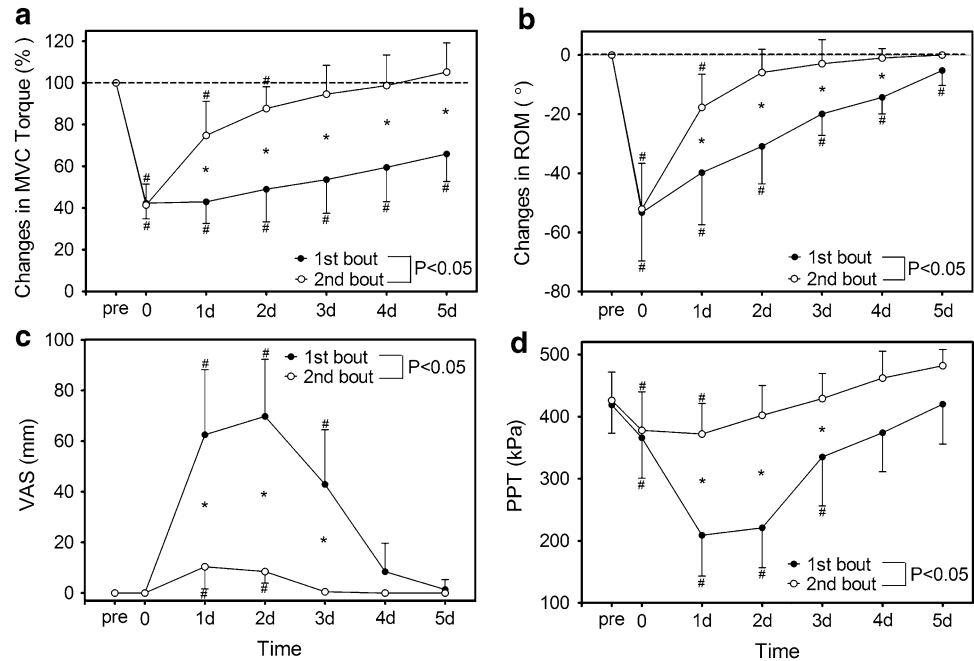 a
Changes in MVC Torque (%)
120
100
80
60
40
20
0
# # #
* * * * *
# # # # # #
1st bout
2nd bout
P<0.05
pre 0 1d 2d 3d 4d 5d
b
Changes in ROM ( ° )
0
-20
-40
-60
-80
# #
* * * *
# # # # # #
1st bout
2nd bout
P<0.05
pre 0 1d 2d 3d 4d 5d
c
VAS (mm)
100
80
60
40
20
0
# # #
* * *
# #
1st bout
2nd bout
P<0.05
pre 0 1d 2d 3d 4d 5d
Time
d
PPT (kPa)
500
400
300
200
100
# #
* * *
# # # #
1st bout
2nd bout
P<0.05
pre 0 1d 2d 3d 4d 5d
Time